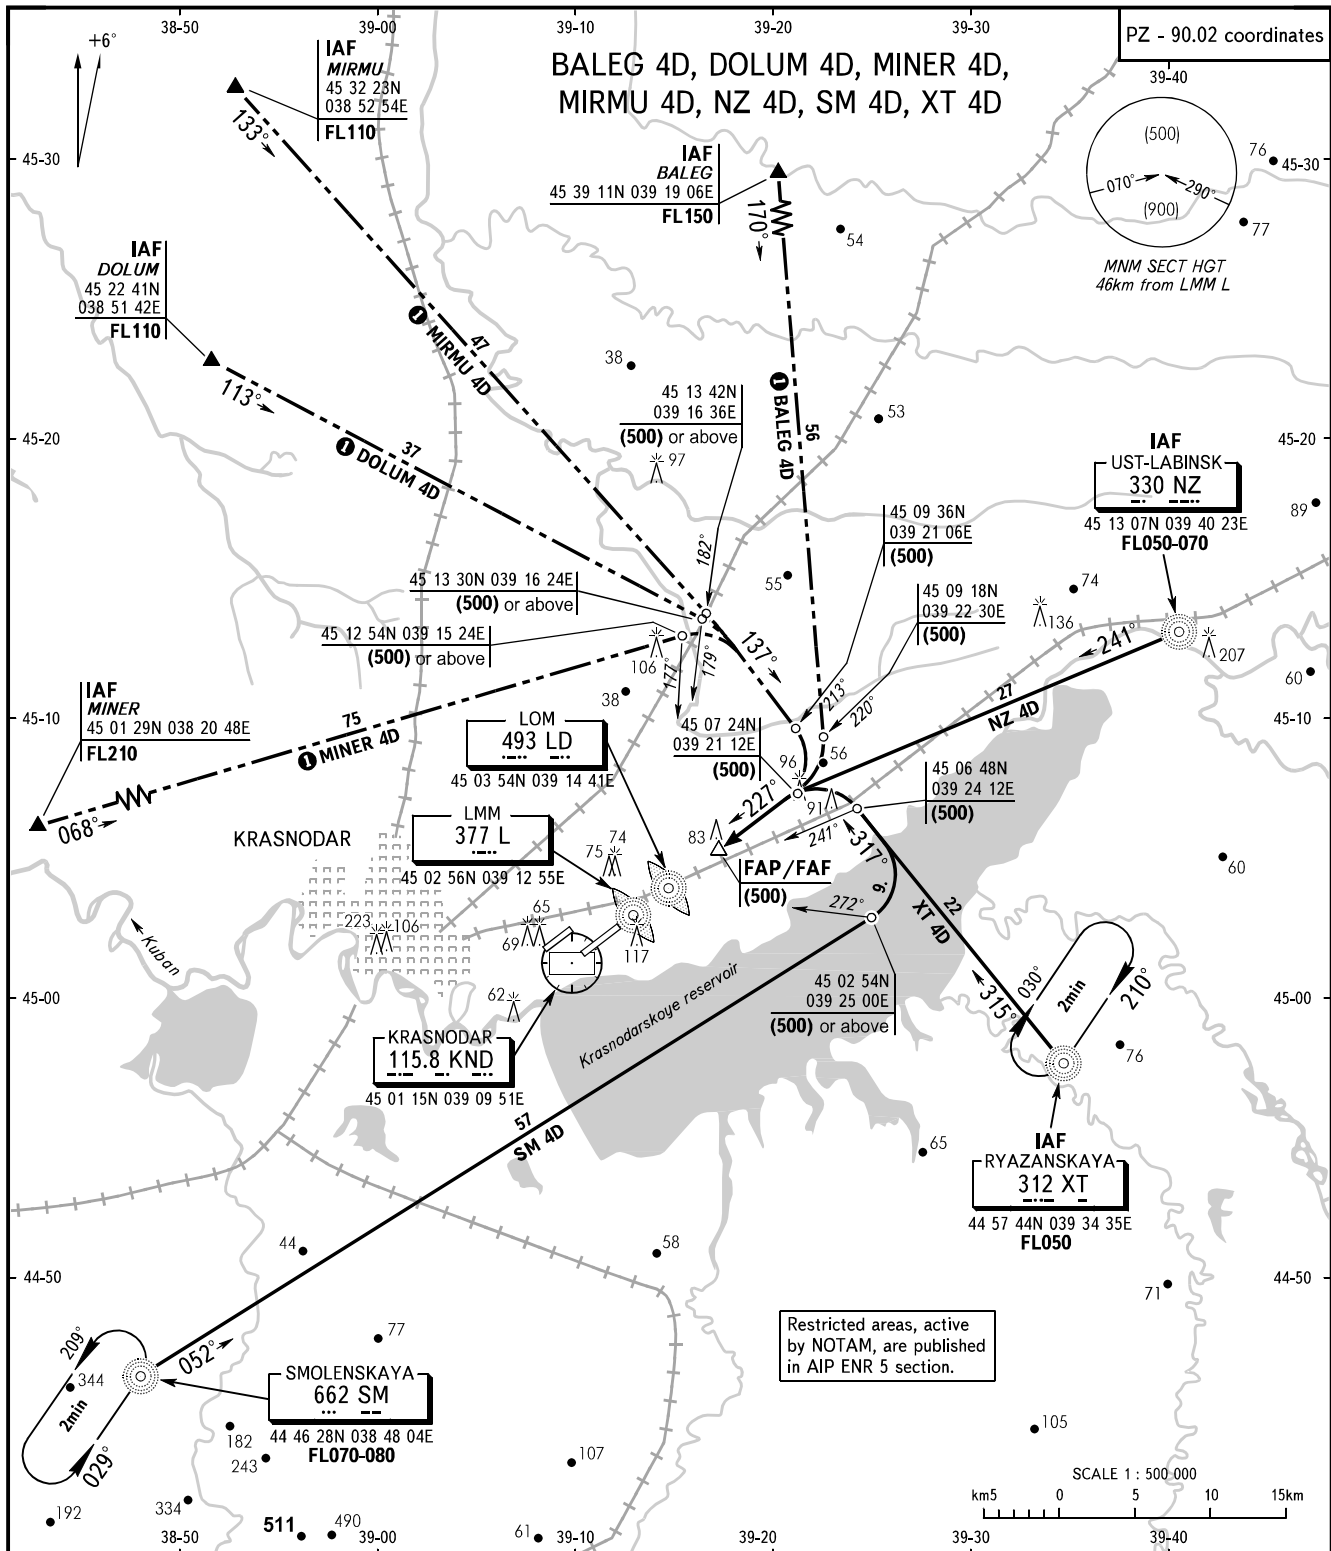 38-50
39-00
39-10
39-20
39-30
PZ - 90.02 coordinates
39-40
+6°
BALEG 4D, DOLUM 4D, MINER 4D,
MIRMU 4D, NZ 4D, SM 4D, XT 4D
IAF
MIRMU
45 32 23N
038 52 54E
FL110
133°
45-30
IAF
BALEG
45 39 11N 039 19 06E
FL150
170°
54
(500)
070°
290°
(900)
MNM SECT HGT
46km from LMM L
76
45-30
77
IAF
DOLUM
45 22 41N
038 51 42E
FL110
113°
1 MIRMU 4D
47
38
1 BALEG 4D
56
53
45 13 42N
039 16 36E
(500) or above
97
45-20
37
1 DOLUM 4D
45-20
IAF
UST-LABINSK
330 NZ
45 13 07N 039 40 23E
FL050-070
89
45 09 36N
039 21 06E
(500)
182°
55
45 13 30N 039 16 24E
(500) or above
45 12 54N 039 15 24E
(500) or above
45 09 18N
039 22 30E
(500)
74
136
241°
207
60
106
177°
179°
137°
213°
220°
38
27
NZ 4D
IAF
MINER
45 01 29N 038 20 48E
FL210
45-10
75
1 MINER 4D
068°
45-10
LOM
493 LD
45 03 54N 039 14 41E
45 07 24N
039 21 12E
(500)
96
56
45 06 48N
039 24 12E
(500)
91
227°
241°
317°
83
LMM
377 L
45 02 56N 039 12 55E
KRASNODAR
74
75
FAP/FAF
(500)
9.
272°
22
XT 4D
60
65
69
117
223
106
Kuban
62
Krasnodarskoye reservoir
45 02 54N
039 25 00E
(500) or above
45-00
45-00
315°
030°
2min
210°
76
KRASNODAR
115.8 KND
45 01 15N 039 09 51E
57
SM 4D
65
IAF
RYAZANSKAYA
312 XT
44 57 44N 039 34 35E
FL050
44
58
44-50
44-50
71
Restricted areas, active
by NOTAM, are published
in AIP ENR 5 section.
77
209°
052°
344
2min
029°
SMOLENSKAYA
662 SM
44 46 28N 038 48 04E
FL070-080
182
243
107
105
SCALE 1 : 500 000
km5
0
5
10
15km
192
334
511
490
61
38-50
39-00
39-10
39-20
39-30
39-40